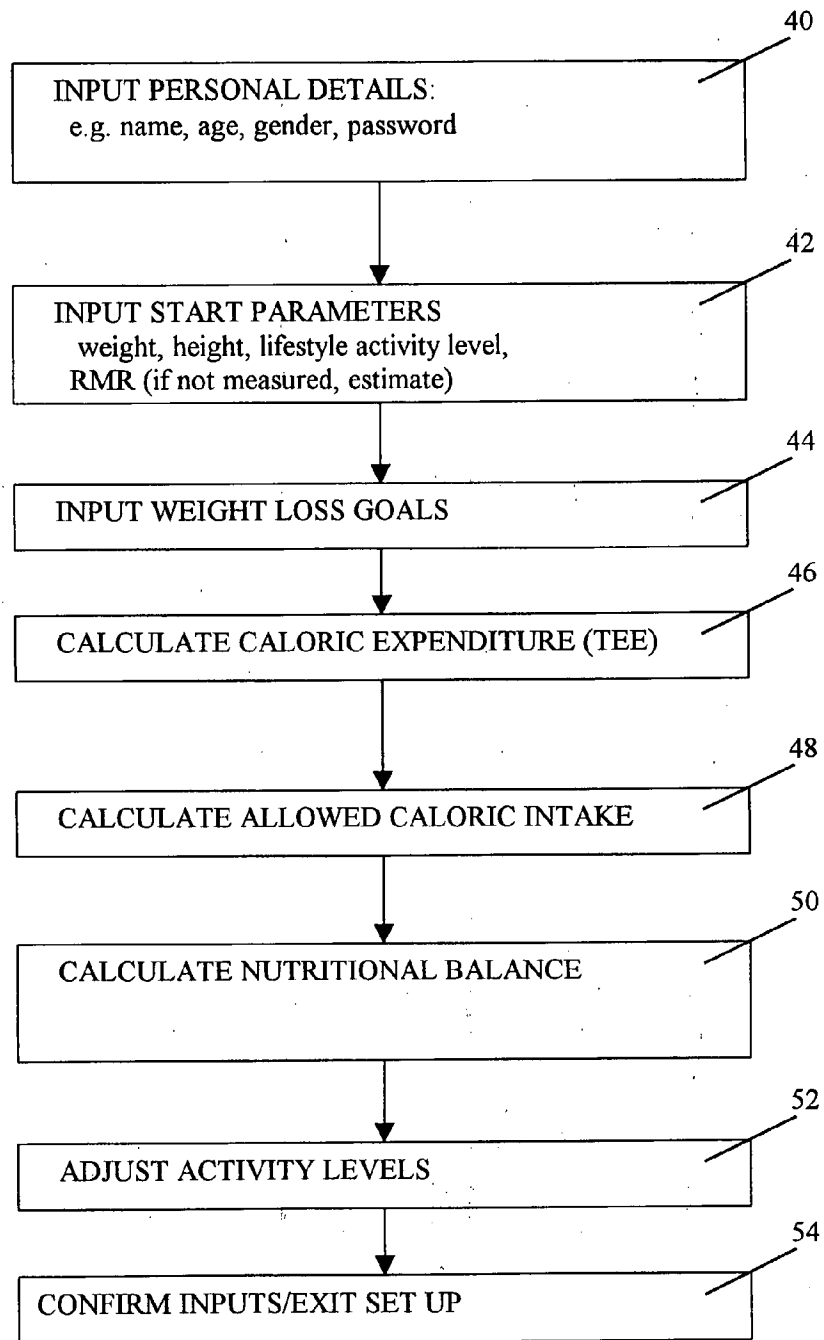 40
INPUT PERSONAL DETAILS:
e.g. name, age, gender, password
42
INPUT START PARAMETERS
weight, height, lifestyle activity level,
RMR (if not measured, estimate)
44
INPUT WEIGHT LOSS GOALS
46
CALCULATE CALORIC EXPENDITURE (TEE)
48
CALCULATE ALLOWED CALORIC INTAKE
50
CALCULATE NUTRITIONAL BALANCE
52
ADJUST ACTIVITY LEVELS
54
CONFIRM INPUTS/EXIT SET UP